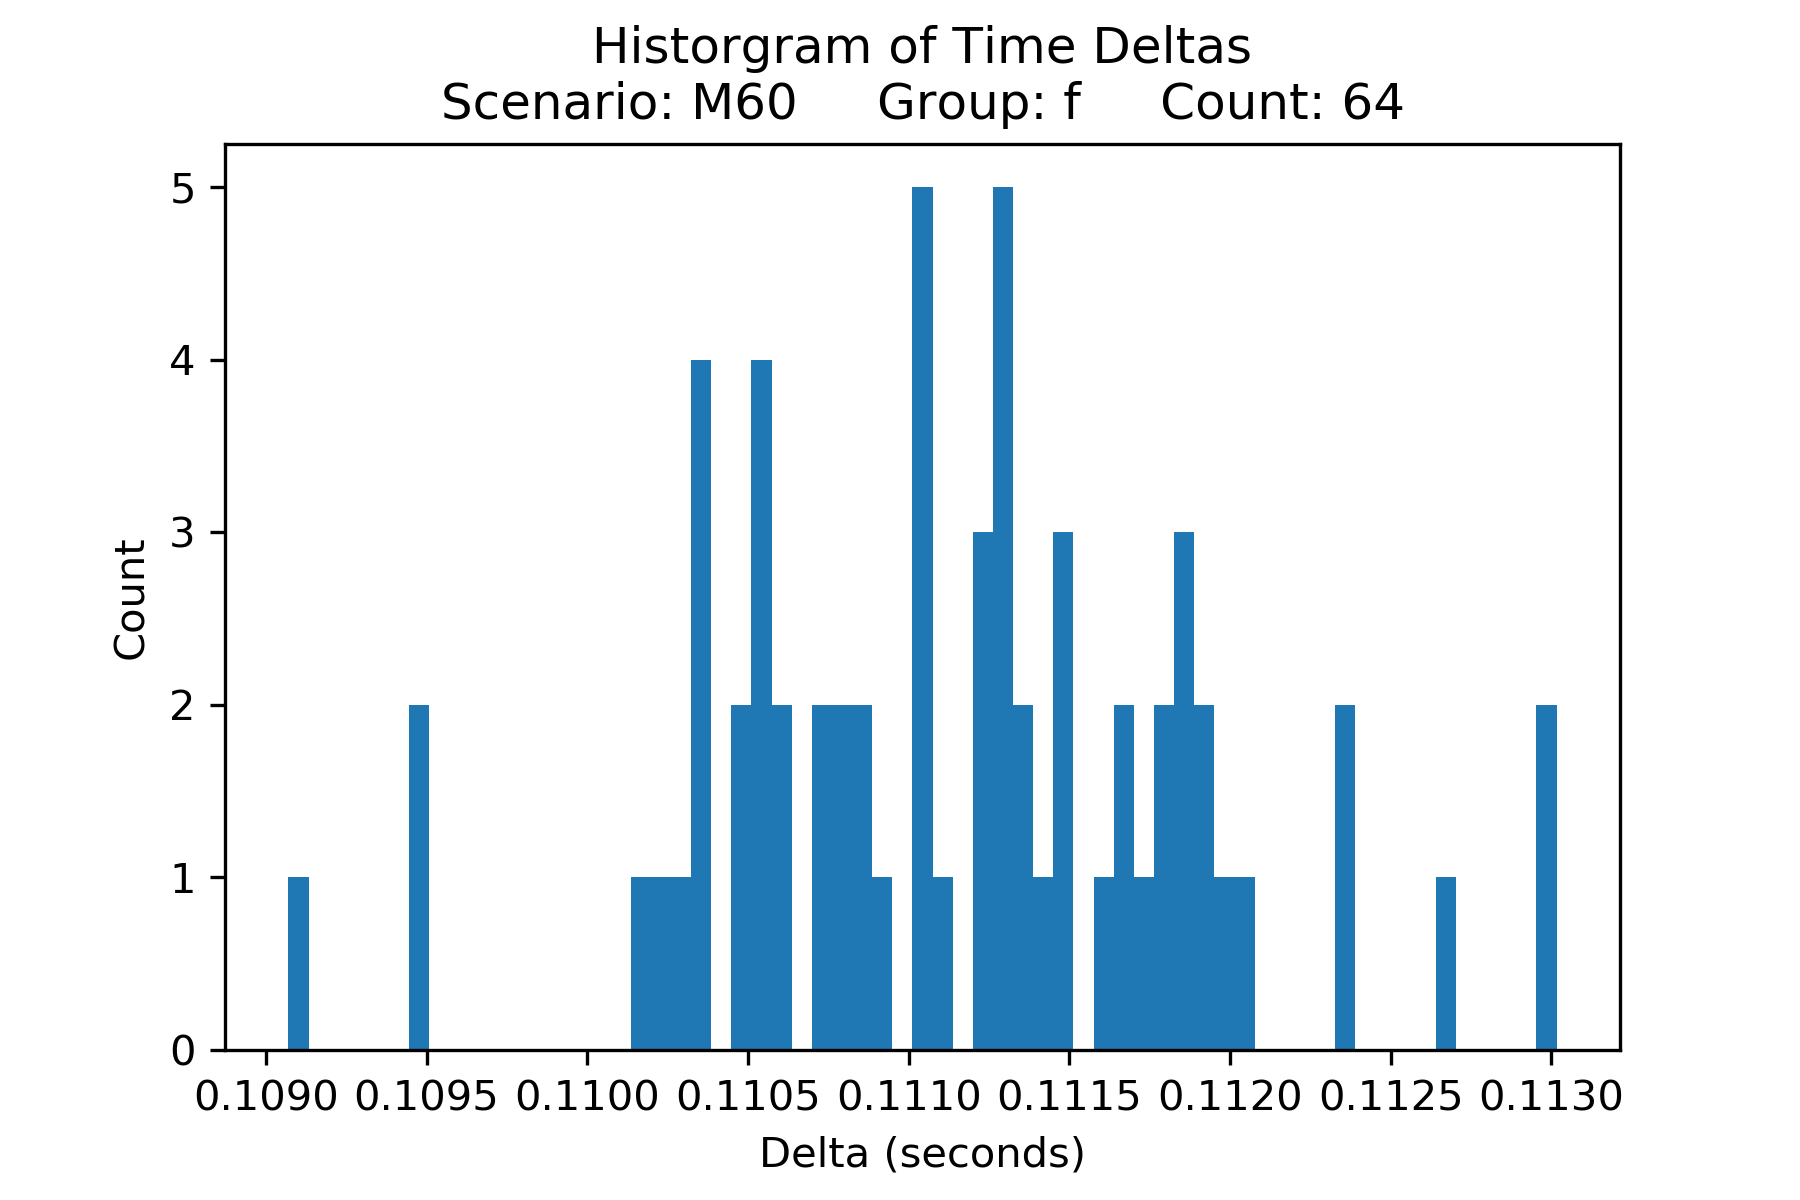 Historgram of Time Deltas
Scenario: M60 Group: f Count: 64
5
4
3
2
1
0
Count
0.1090 0.1095 0.1100 0.1105 0.1110 0.1115 0.1120 0.1125 0.1130
Delta (seconds)